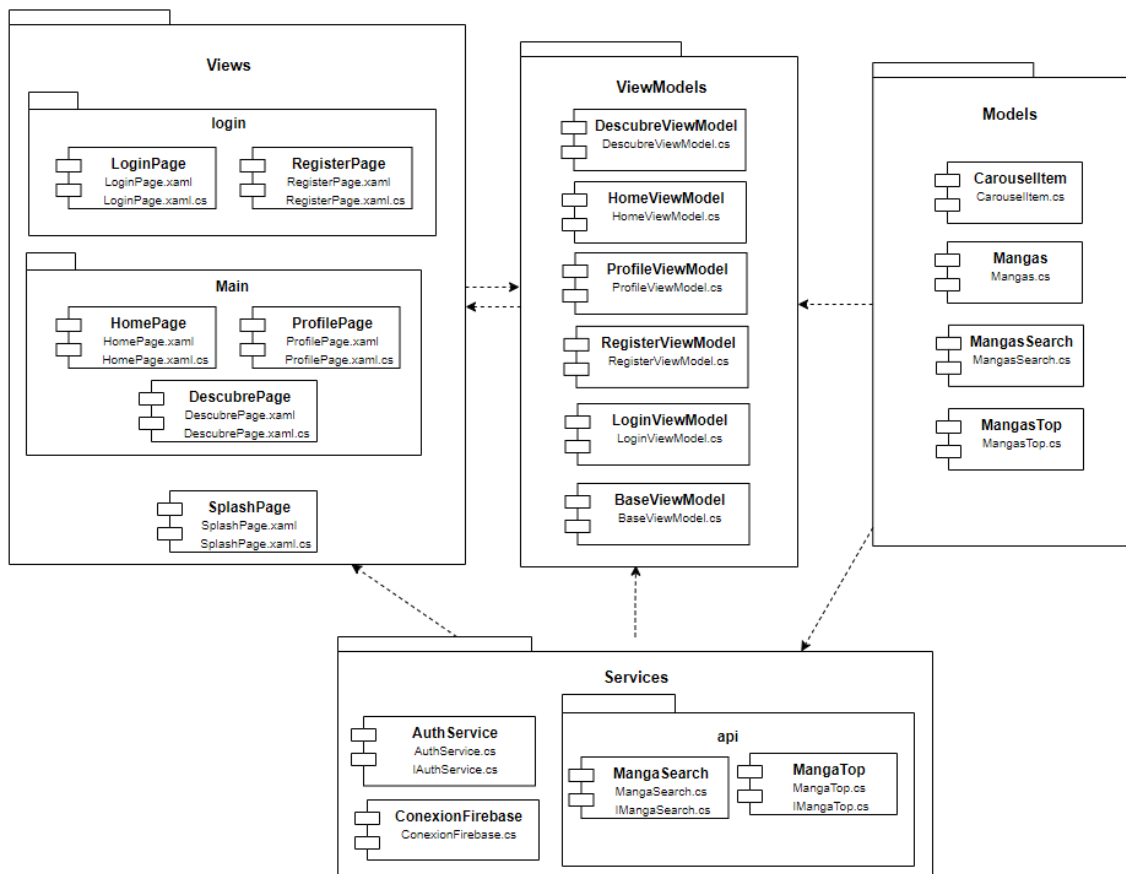 Views
login
LoginPage
LoginPage.xaml
LoginPage.xaml.cs
RegisterPage
RegisterPage.xaml
RegisterPage.xaml.cs
Main
HomePage
HomePage.xaml
HomePage.xaml.cs
ProfilePage
ProfilePage.xaml
ProfilePage.xaml.cs
DescubrePage
DescubrePage.xaml
DescubrePage.xaml.cs
SplashPage
SplashPage.xaml
SplashPage.xaml.cs
ViewModels
DescubreViewModel
DescubreViewModel.cs
HomeViewModel
HomeViewModel.cs
ProfileViewModel
ProfileViewModel.cs
RegisterViewModel
RegisterViewModel.cs
LoginViewModel
LoginViewModel.cs
BaseViewModel
BaseViewModel.cs
Models
CarouselItem
CarouselItem.cs
Mangas
Mangas.cs
MangasSearch
MangasSearch.cs
MangasTop
MangasTop.cs
Services
AuthService
AuthService.cs
IAuthService.cs
ConexionFirebase
ConexionFirebase.cs
api
MangaSearch
MangaSearch.cs
IMangaSearch.cs
MangaTop
MangaTop.cs
IMangaTop.cs